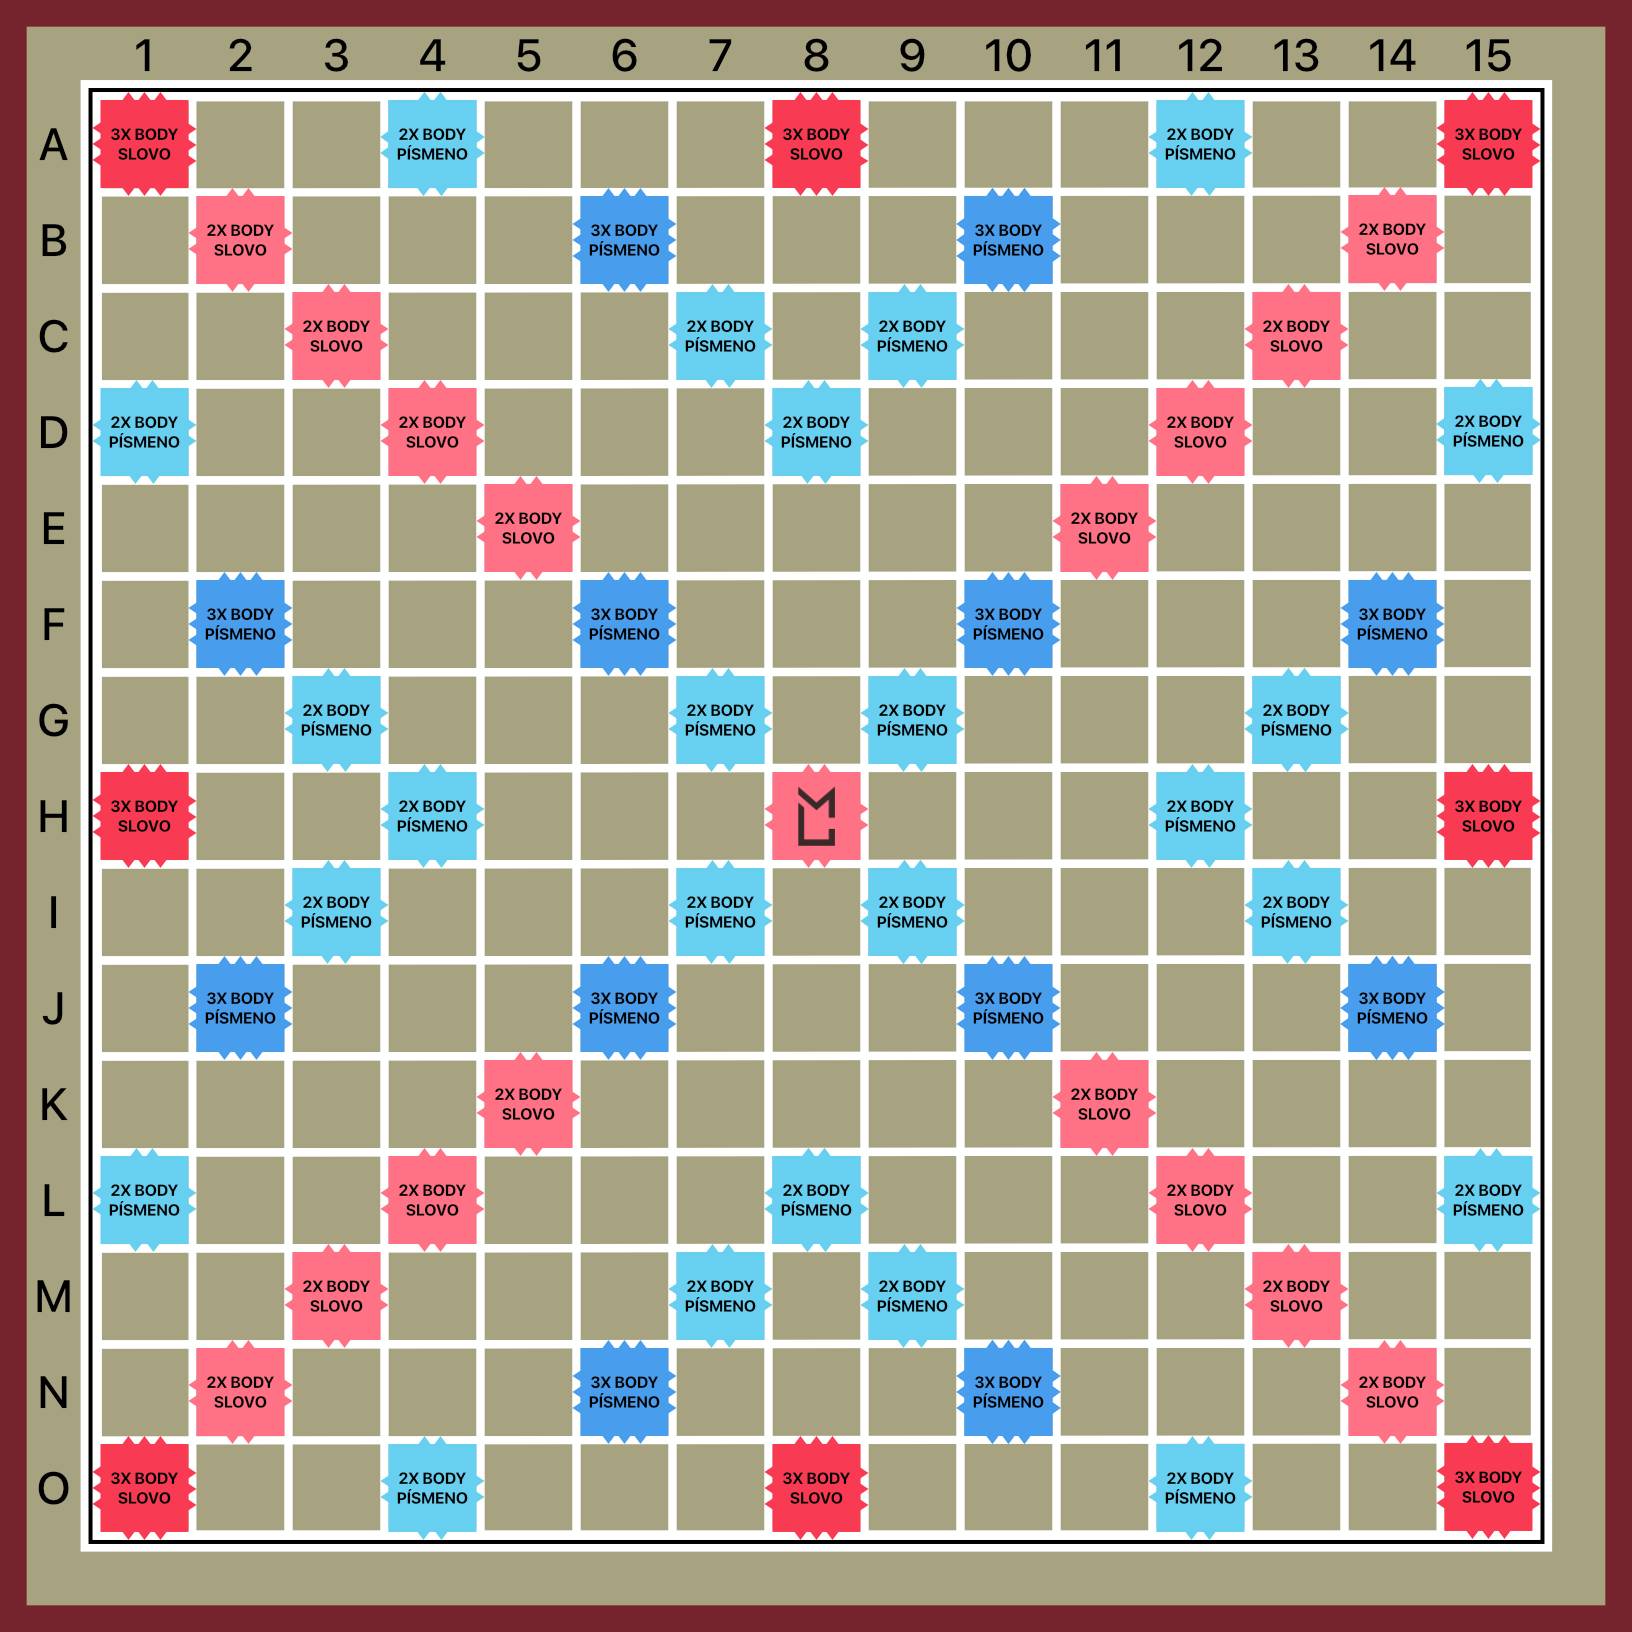 1 2 3 4 5 6 7 8 9 10 11 12 13 14 15
A 3X BODY SLOVO 2X BODY PÍSMENO 3X BODY SLOVO 2X BODY PÍSMENO 3X BODY SLOVO
B 2X BODY SLOVO 3X BODY PÍSMENO 3X BODY PÍSMENO 2X BODY SLOVO
C 2X BODY SLOVO 2X BODY PÍSMENO 2X BODY PÍSMENO 2X BODY SLOVO
D 2X BODY PÍSMENO 2X BODY SLOVO 2X BODY PÍSMENO 2X BODY SLOVO 2X BODY PÍSMENO
E 2X BODY SLOVO 2X BODY SLOVO
F 3X BODY PÍSMENO 3X BODY PÍSMENO 3X BODY PÍSMENO 3X BODY PÍSMENO
G 2X BODY PÍSMENO 2X BODY PÍSMENO 2X BODY PÍSMENO 2X BODY PÍSMENO
H 3X BODY SLOVO 2X BODY PÍSMENO 2X BODY PÍSMENO 3X BODY SLOVO
I 2X BODY PÍSMENO 2X BODY PÍSMENO 2X BODY PÍSMENO 2X BODY PÍSMENO
J 3X BODY PÍSMENO 3X BODY PÍSMENO 3X BODY PÍSMENO 3X BODY PÍSMENO
K 2X BODY SLOVO 2X BODY SLOVO
L 2X BODY PÍSMENO 2X BODY SLOVO 2X BODY PÍSMENO 2X BODY SLOVO 2X BODY PÍSMENO
M 2X BODY SLOVO 2X BODY PÍSMENO 2X BODY PÍSMENO 2X BODY SLOVO
N 2X BODY SLOVO 3X BODY PÍSMENO 3X BODY PÍSMENO 2X BODY SLOVO
O 3X BODY SLOVO 2X BODY PÍSMENO 3X BODY SLOVO 2X BODY PÍSMENO 3X BODY SLOVO